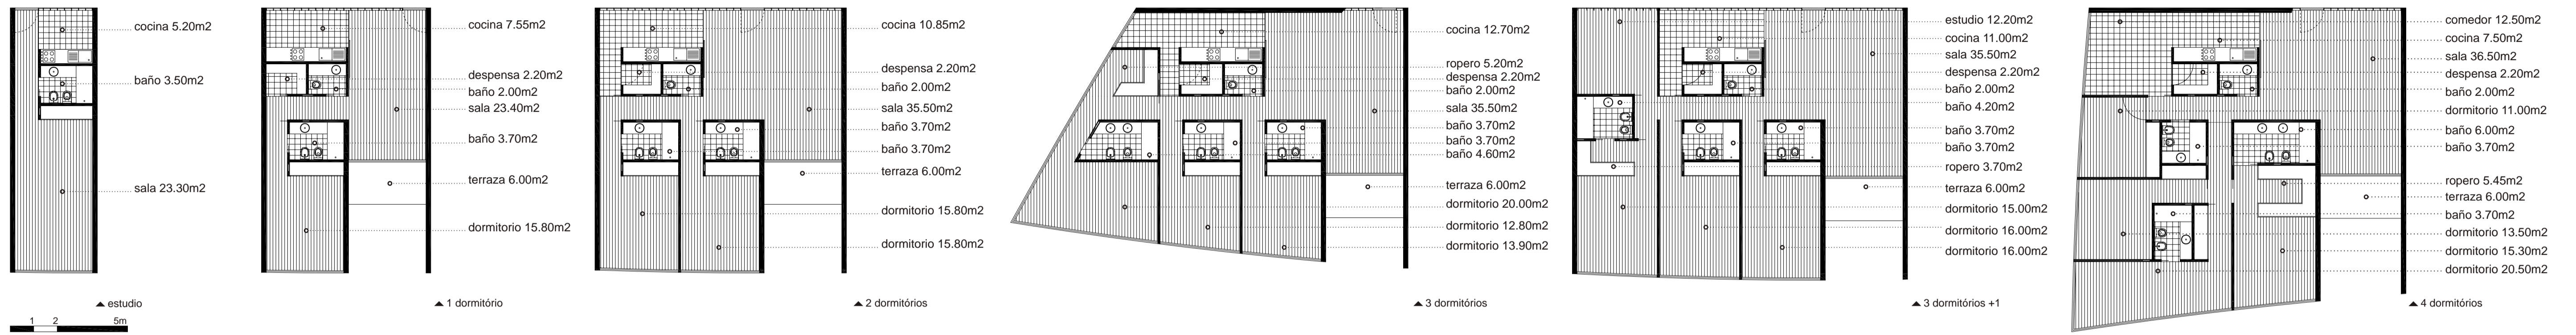 cocina 5.20m2
baño 3.50m2
sala 23.30m2
estudio
1 2 5m
cocina 7.55m2
despensa 2.20m2
baño 2.00m2
sala 23.40m2
baño 3.70m2
terraza 6.00m2
dormitorio 15.80m2
1 dormitório
cocina 10.85m2
despensa 2.20m2
baño 2.00m2
sala 35.50m2
baño 3.70m2
baño 3.70m2
terraza 6.00m2
dormitorio 15.80m2
dormitorio 15.80m2
2 dormitórios
cocina 12.70m2
ropero 5.20m2
despensa 2.20m2
baño 2.00m2
sala 35.50m2
baño 3.70m2
baño 3.70m2
baño 4.60m2
terraza 6.00m2
dormitorio 20.00m2
dormitorio 12.80m2
dormitorio 13.90m2
3 dormitórios
estudio 12.20m2
cocina 11.00m2
sala 35.50m2
despensa 2.20m2
baño 2.00m2
baño 4.20m2
baño 3.70m2
baño 3.70m2
ropero 3.70m2
terraza 6.00m2
dormitorio 15.00m2
dormitorio 16.00m2
dormitorio 16.00m2
3 dormitórios +1
comedor 12.50m2
cocina 7.50m2
sala 36.50m2
despensa 2.20m2
baño 2.00m2
dormitorio 11.00m2
baño 6.00m2
baño 3.70m2
ropero 5.45m2
terraza 6.00m2
baño 3.70m2
dormitorio 13.50m2
dormitorio 15.30m2
dormitorio 20.50m2
4 dormitórios